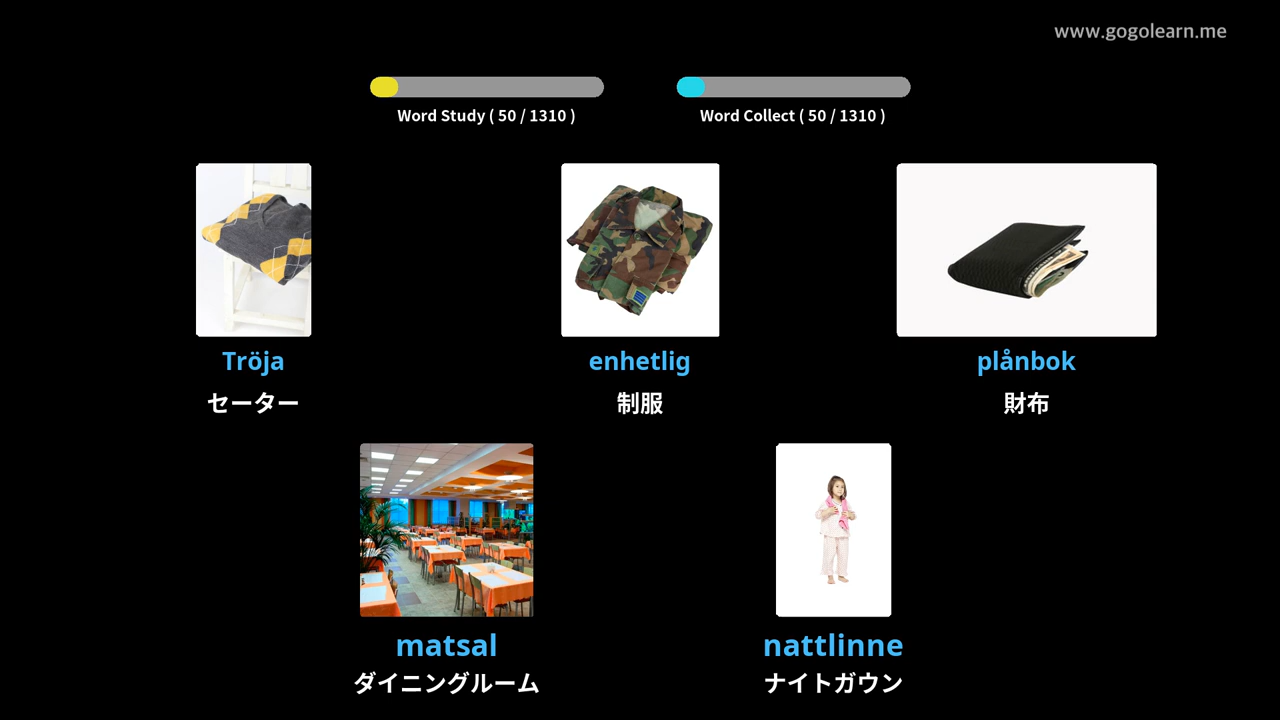 www.gogolearn.me
Word Study ( 50 / 1310 )
Word Collect ( 50 / 1310 )
Tröja
セーター
enhetlig
制服
plånbok
財布
matsal
ダイニングルーム
nattlinne
ナイトガウン